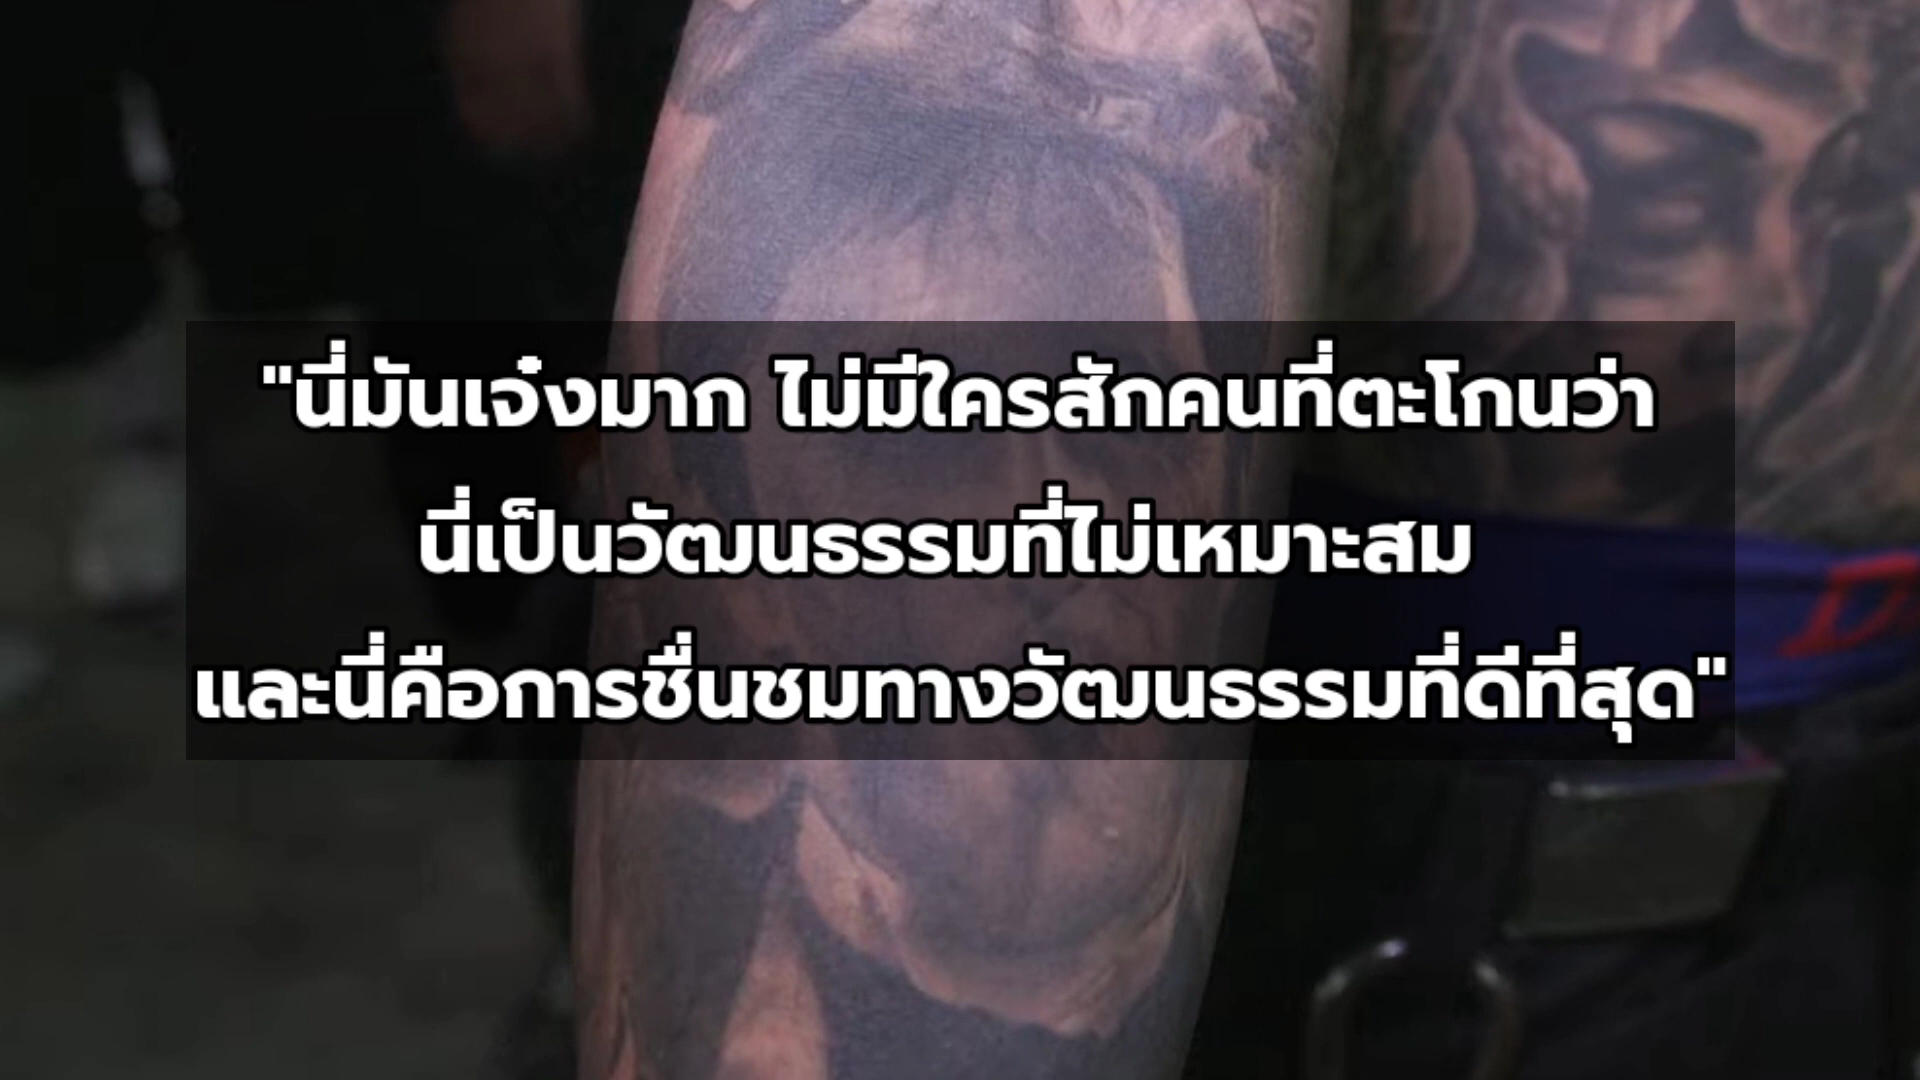 "นี่มันเจ๋งมาก ไม่มีใครสักคนที่ตะโกนว่า
นี่เป็นวัฒนธรรมที่ไม่เหมาะสม
และนี่คือการชื่นชมทางวัฒนธรรมที่ดีที่สุด"